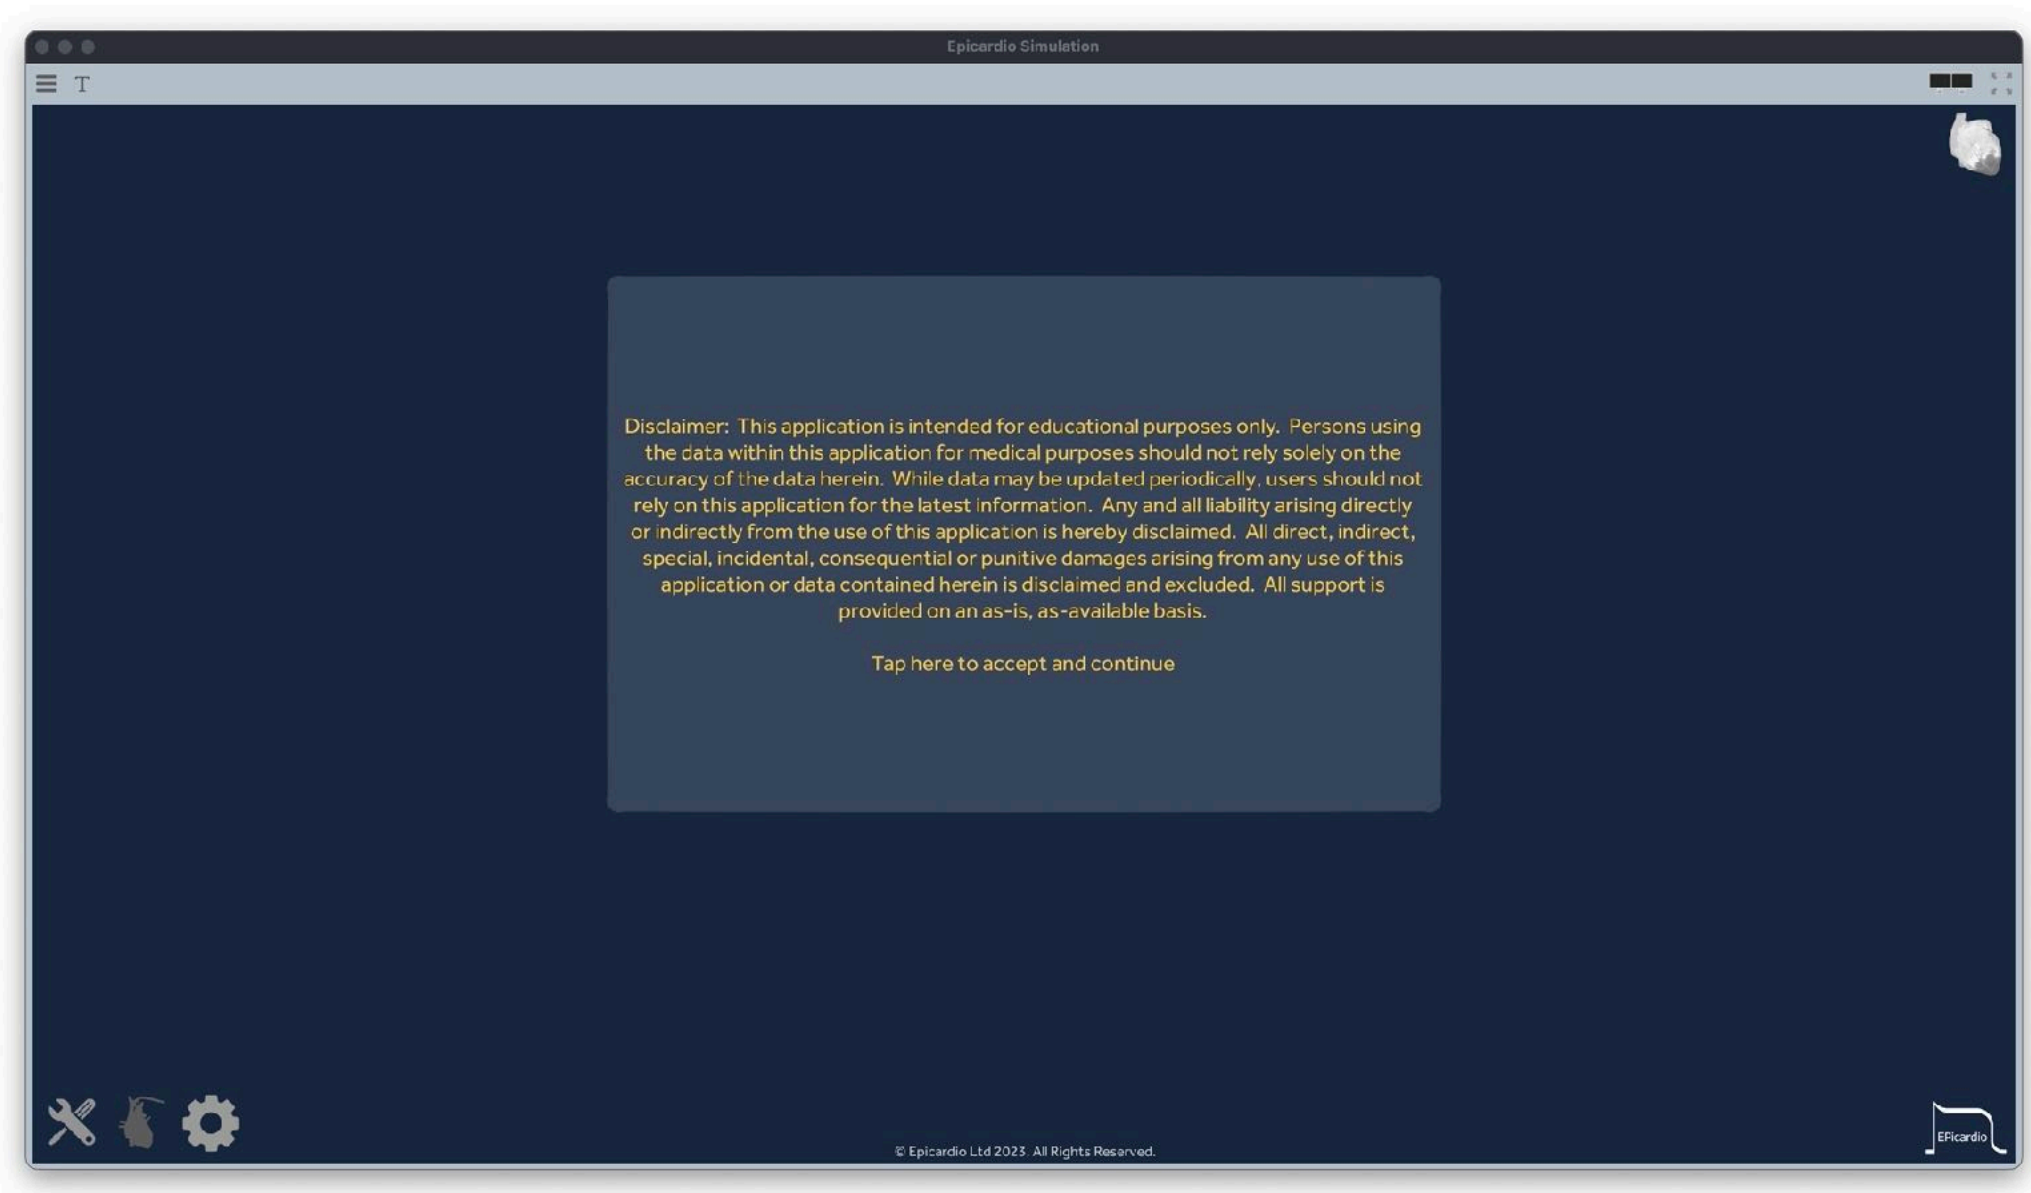 Epicardio Simulation
T
Disclaimer: This application is intended for educational purposes only. Persons using
the data within this application for medical purposes should not rely solely on the
accuracy of the data herein. While data may be updated periodically, users should not
rely on this application for the latest information. Any and all liability arising directly
or indirectly from the use of this application is hereby disclaimed. All direct, indirect,
special, incidental, consequential or punitive damages arising from any use of this
application or data contained herein is disclaimed and excluded. All support is
provided on an as-is, as-available basis.
Tap here to accept and continue
EPicardio
© Epicardio Ltd 2023. All Rights Reserved.